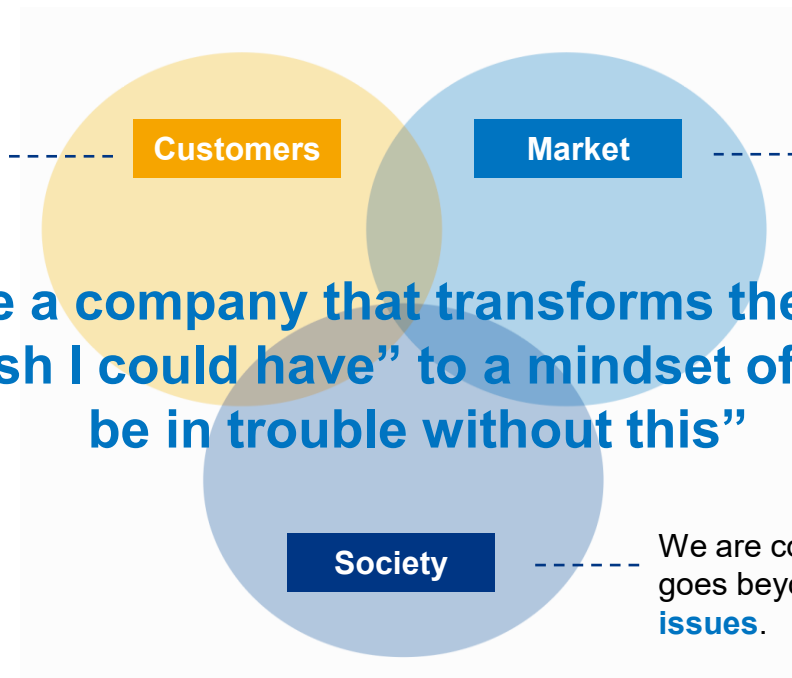 Customers
Market
e a company that transforms the
sh I could have” to a mindset of
be in trouble without this”
Society
We are co
goes beyo
issues.